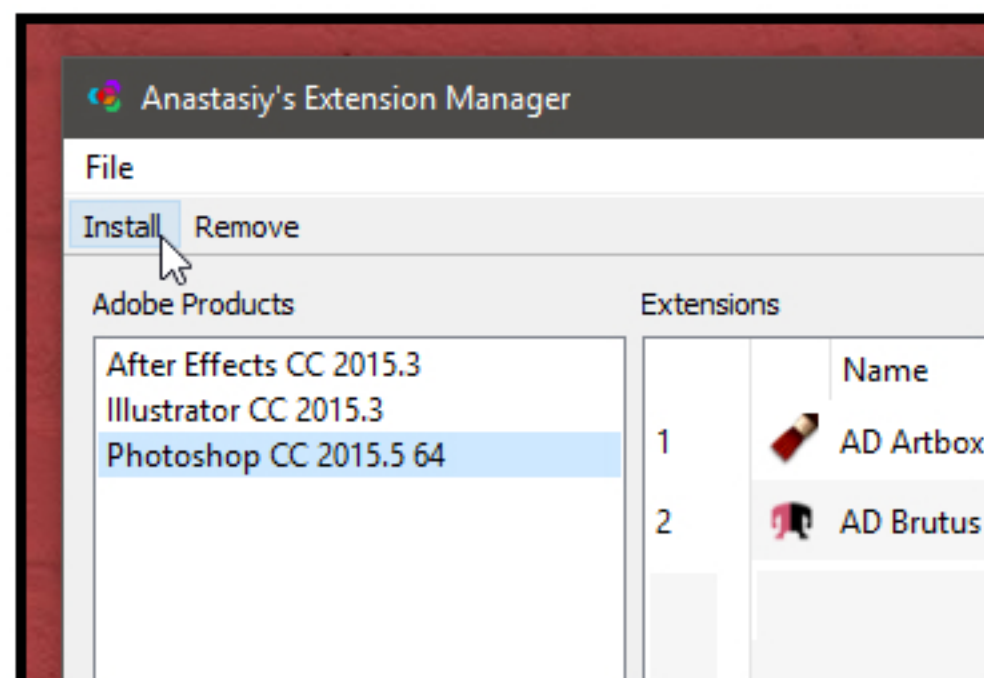 Anastasiy's Extension Manager
File
Install Remove
Adobe Products Extensions
After Effects CC 2015.3
Illustrator CC 2015.3
Photoshop CC 2015.5 64
Name
1 AD Artbox
2 AD Brutus